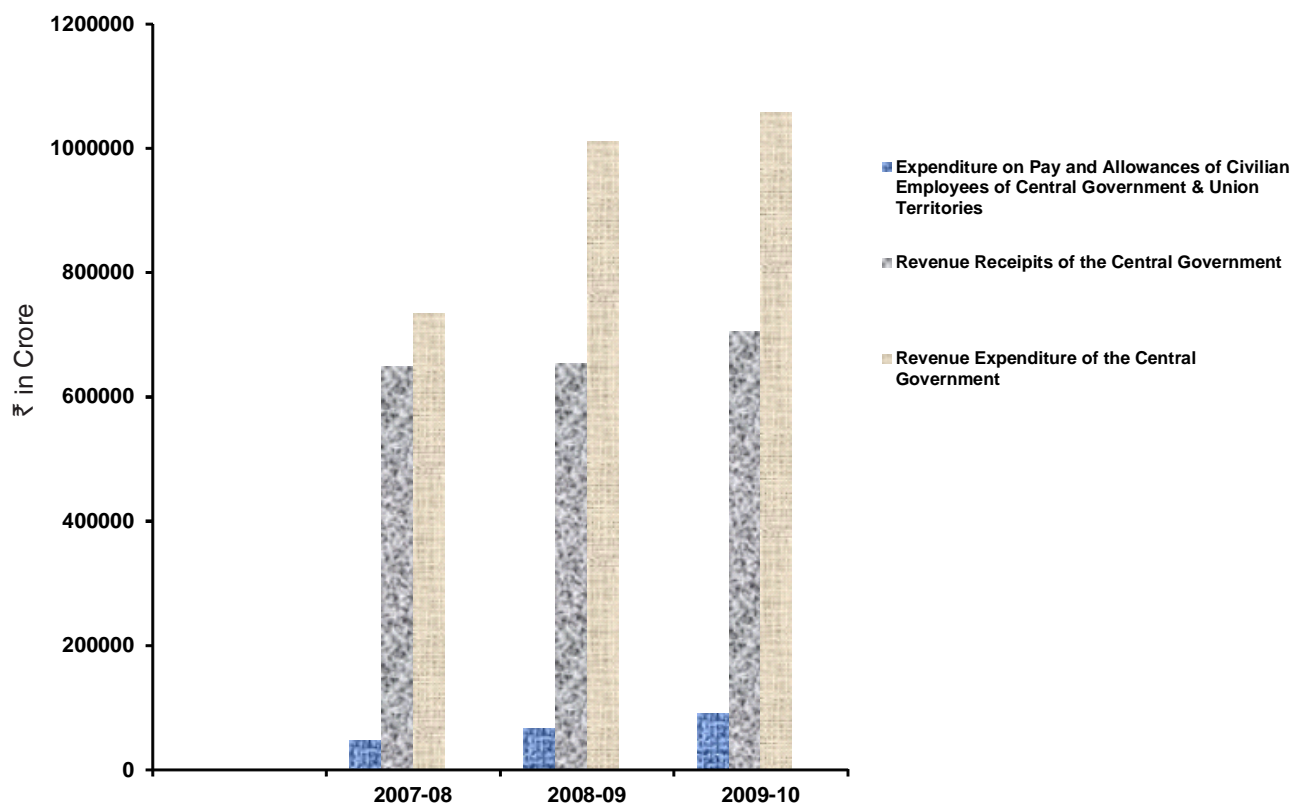 1200000
1000000
800000
600000
400000
200000
0
₹ in Crore
2007-08
2008-09
2009-10
Expenditure on Pay and Allowances of Civilian
Employees of Central Government & Union
Territories
Revenue Receipits of the Central Government
Revenue Expenditure of the Central
Government